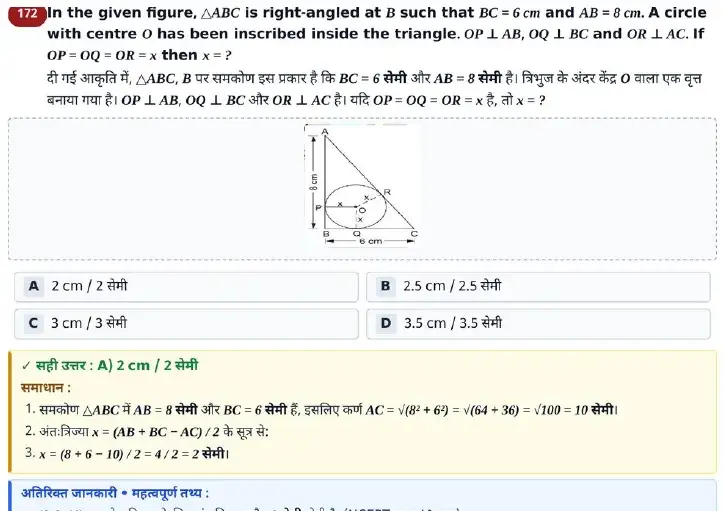 172 In the given figure, △ABC is right-angled at B such that BC = 6 cm and AB = 8 cm. A circle
with centre O has been inscribed inside the triangle. OP ⊥ AB, OQ ⊥ BC and OR ⊥ AC. If
OP = OQ = OR = x then x = ?
दी गई आकृति में, △ABC, B पर समकोण इस प्रकार है कि BC = 6 सेमी और AB = 8 सेमी है। त्रिभुज के अंदर केंद्र O वाला एक वृत्त
बनाया गया है। OP ⊥ AB, OQ ⊥ BC और OR ⊥ AC है। यदि OP = OQ = OR = x है, तो x = ?
A
8 cm
R
x
P
x
O
x
B Q C
6 cm
A 2 cm / 2 सेमी
B 2.5 cm / 2.5 सेमी
C 3 cm / 3 सेमी
D 3.5 cm / 3.5 सेमी
✓ सही उत्तर : A) 2 cm / 2 सेमी
समाधान :
1. समकोण △ABC में AB = 8 सेमी और BC = 6 सेमी हैं, इसलिए कर्ण AC = √(8² + 6²) = √(64 + 36) = √100 = 10 सेमी।
2. अंतःत्रिज्या x = (AB + BC − AC) / 2 के सूत्र से:
3. x = (8 + 6 − 10) / 2 = 4 / 2 = 2 सेमी।
अतिरिक्त जानकारी • महत्वपूर्ण तथ्य :